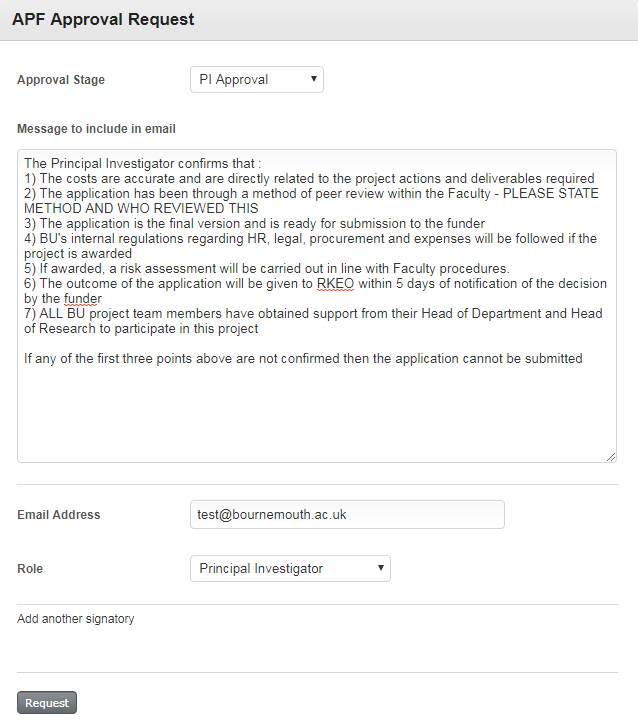 APF Approval Request
Approval Stage
PI Approval
Message to include in email
The Principal Investigator confirms that :
1) The costs are accurate and are directly related to the project actions and deliverables required
2) The application has been through a method of peer review within the Faculty - PLEASE STATE
METHOD AND WHO REVIEWED THIS
3) The application is the final version and is ready for submission to the funder
4) BU's internal regulations regarding HR, legal, procurement and expenses will be followed if the
project is awarded
5) If awarded, a risk assessment will be carried out in line with Faculty procedures.
6) The outcome of the application will be given to RKEO within 5 days of notification of the decision
by the funder
7) ALL BU project team members have obtained support from their Head of Department and Head
of Research to participate in this project
If any of the first three points above are not confirmed then the application cannot be submitted
Email Address
test@bournemouth.ac.uk
Role
Principal Investigator
Add another signatory
Request